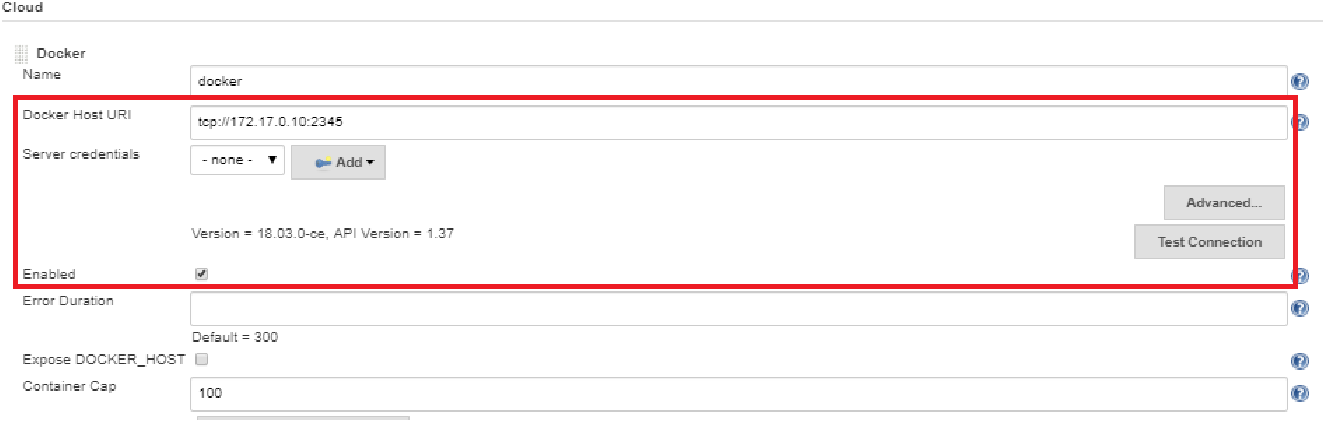 Cloud
Docker
Name docker
Docker Host URI tcp://172.17.0.10:2345
Server credentials - none - Add
Advanced...
Version = 18.03.0-ce, API Version = 1.37
Test Connection
Enabled
Error Duration
Default = 300
Expose DOCKER_HOST
Container Cap 100